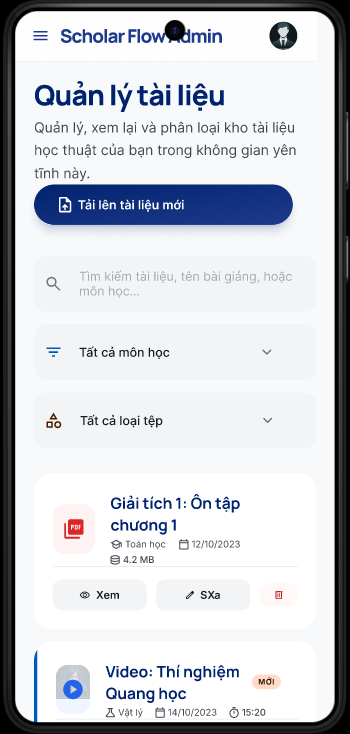 Scholar Flow Admin
Quản lý tài liệu
Quản lý, xem lại và phân loại kho tài liệu
học thuật của bạn trong không gian yên
tĩnh này.
Tải lên tài liệu mới
Tìm kiếm tài liệu, tên bài giảng, hoặc
môn học...
Tất cả môn học
Tất cả loại tệp
PDF
Giải tích 1: Ôn tập
chương 1
Toán học 12/10/2023
4.2 MB
Xem SXa
Video: Thí nghiệm MỚI
Quang học
Vật lý 14/10/2023 15:20